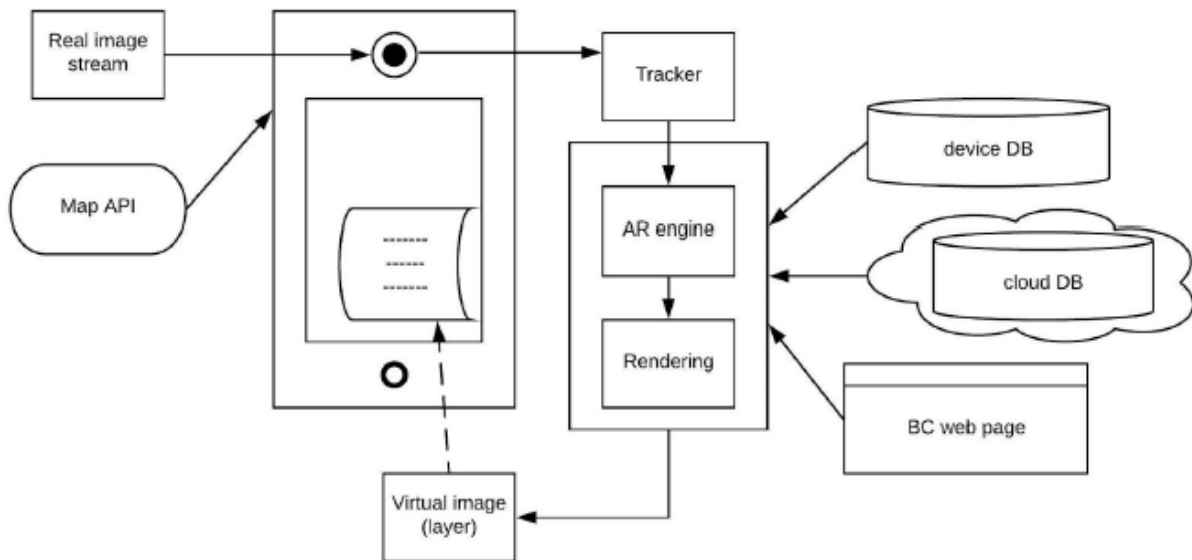 Real image
stream
Tracker
Map API
device DB
AR engine
-------
------
-------
cloud DB
Rendering
BC web page
Virtual image
(layer)